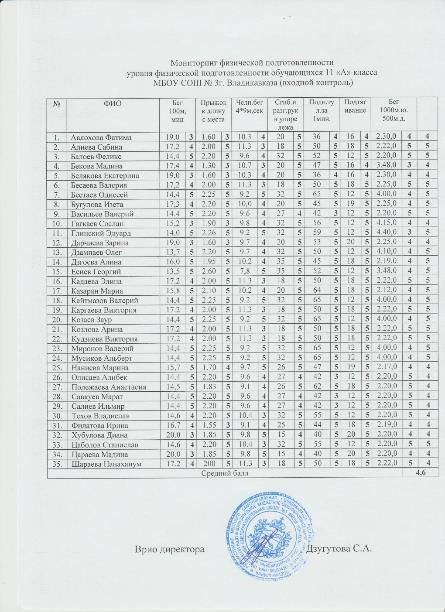 Мониторинг физической подготовленности
уровня физической подготовленности обучающихся 11 «А» класса
МБОУ СОШ № 3г. Владикавказа (входной контроль)
№ ФИО Бег 100м, мин Прыжок в длину с места Челн.бег 4*9м,сек Сгиб.и разг.рук в упоре лежа Подн.ту л.за 1мин. Подтяг ивание Бег 1000м.ю. 500м.д.
1. Авлохова Фатима 19,0 3 1.60 3 10.3 4 20 5 36 4 16 4 2.30,0 4 4
2. Алиева Сабина 17,2 4 2.00 5 11.3 3 18 5 50 5 18 5 2.22,0 5 5
3. Балоев Феликс 14,4 5 2.20 5 9.6 4 32 5 52 5 12 5 2.20,0 5 5
4. Бекова Мадина 17,4 4 1.30 3 10.7 3 20 5 47 5 16 4 3.48.0 3 4
5. Белякова Екатерина 19,0 3 1.60 3 10.3 4 20 5 36 4 16 4 2.30,0 4 4
6. Бесаева Валерия 17,2 4 2.00 5 11.3 3 18 5 50 5 18 5 2.25,0 5 5
7. Бестаев Одиссей 14,4 5 2.25 5 9.2 5 32 5 65 5 12 5 4.00.0 4 5
8. Бугулова Изета 17,3 4 2.20 5 10,0 4 20 5 45 5 19 5 2.25,0 4 5
9. Васильев Валерий 14,4 5 2.20 5 9.6 4 27 4 42 3 12 5 2.20,0 5 5
10. Гагкаев Сослан 15,2 3 1.90 3 9.8 4 32 5 56 5 12 5 4.15,0 4 4
11. Глинский Эдуард 14,0 5 2.26 5 9.2 5 32 5 59 5 12 5 4.40,0 3 5
12. Дарчиева Зарина 19,0 3 1.60 3 9.7 4 20 5 53 5 20 5 2.25,0 4 4
13. Дзампаев Олег 13,7 5 2.20 5 9.7 4 32 5 50 5 12 5 4.10,0 4 5
14. Дзгоева Алина 16,0 5 1.95 5 10.2 4 35 5 45 5 18 5 2.19.0 4 5
15. Есиев Георгий 13,5 5 2.60 5 7,8 5 35 5 52 5 12 5 3.48.0 4 5
16. Кадаева Элина 17,2 4 2.00 5 11.3 3 18 5 50 5 18 5 2.22,0 5 5
17. Казарян Мария 15,8 5 2.10 5 10.2 4 20 5 64 5 18 5 2.12,0 4 5
18. Кейтмазов Валерий 14,4 5 2.25 5 9.2 5 32 5 65 5 12 5 4.00.0 4 5
19. Каргаева Виктория 17,2 4 2.00 5 11.3 3 18 5 50 5 18 5 2.22,0 5 5
20. Козаев Заур 14,4 5 2.25 5 9.2 5 32 5 65 5 12 5 4.00.0 4 5
21. Козлова Арина 17,2 4 2.00 5 11.3 3 18 5 50 5 18 5 2.22,0 5 5
22. Кудзиева Виктория 17,2 4 2.00 5 11.3 3 18 5 50 5 18 5 2.22,0 5 5
23. Миронов Валерий 14,4 5 2.25 5 9.2 5 32 5 65 5 12 5 4.00.0 4 5
24. Мусиков Альберт 14,4 5 2.25 5 9.2 5 32 5 65 5 12 5 4.00.0 4 5
25. Наниева Марина 15,7 5 1.70 4 9.7 5 26 5 47 5 19 5 2.17,0 4 4
26. Олисаев Алибек 14,4 5 2.20 5 9.6 4 27 4 42 3 12 5 2.20,0 5 5
27. Полежаева Анастасия 14,5 5 1.83 5 9.1 4 26 5 62 5 18 5 2.20.0 5 4
28. Савкуев Марат 14,4 5 2.20 5 9.6 4 27 4 42 3 12 5 2.20,0 5 4
29. Салиев Ильмир 14,4 5 2.20 5 9.6 4 27 4 42 3 12 5 2.20,0 5 5
30. Техов Владислав 14,6 4 2.20 5 10.4 3 32 5 55 5 12 5 2.20.0 5 4
31. Филатова Ирина 16,7 4 1.55 3 9.1 4 25 5 44 5 18 5 2.19,0 4 4
32. Хубулова Диана 20.0 3 1.85 5 9.8 5 15 4 40 5 20 5 2.20.0 5 4
33. Цаболов Станислав 14,6 4 2.20 5 10.4 3 32 5 55 5 12 5 2.20.0 5 5
34. Цараева Мадина 20,0 3 1.85 5 9.8 5 15 4 40 5 20 5 2.20.0 5 4
35. Шараева Панаханум 17.2 4 200 5 11.3 3 18 5 50 5 18 5 2.22.0 5 4
Средний балл 4,6
Врио директора Дзугутова С.А.